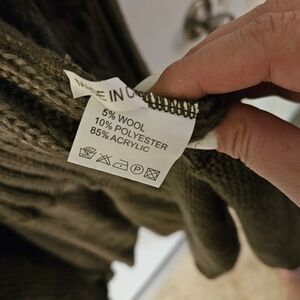 MADE IN
5% WOOL
10% POLYESTER
85% ACRYLIC